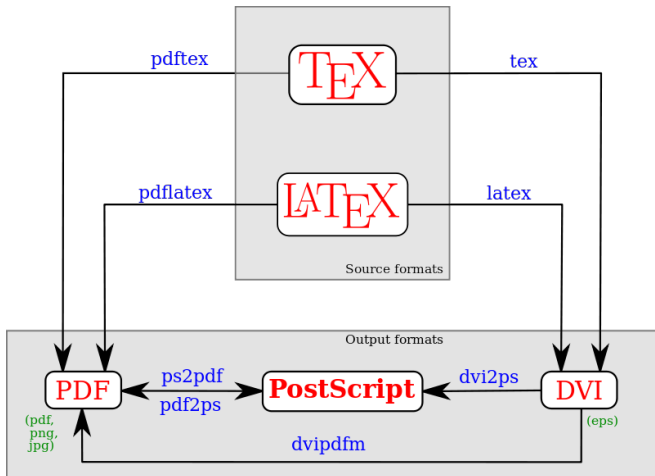 pdftex
TEX
tex
pdflatex
LATEX
latex
Source formats
Output formats
PDF
ps2pdf
pdf2ps
PostScript
dvi2ps
DVI
(pdf,
png,
jpg)
(eps)
dvipdfm